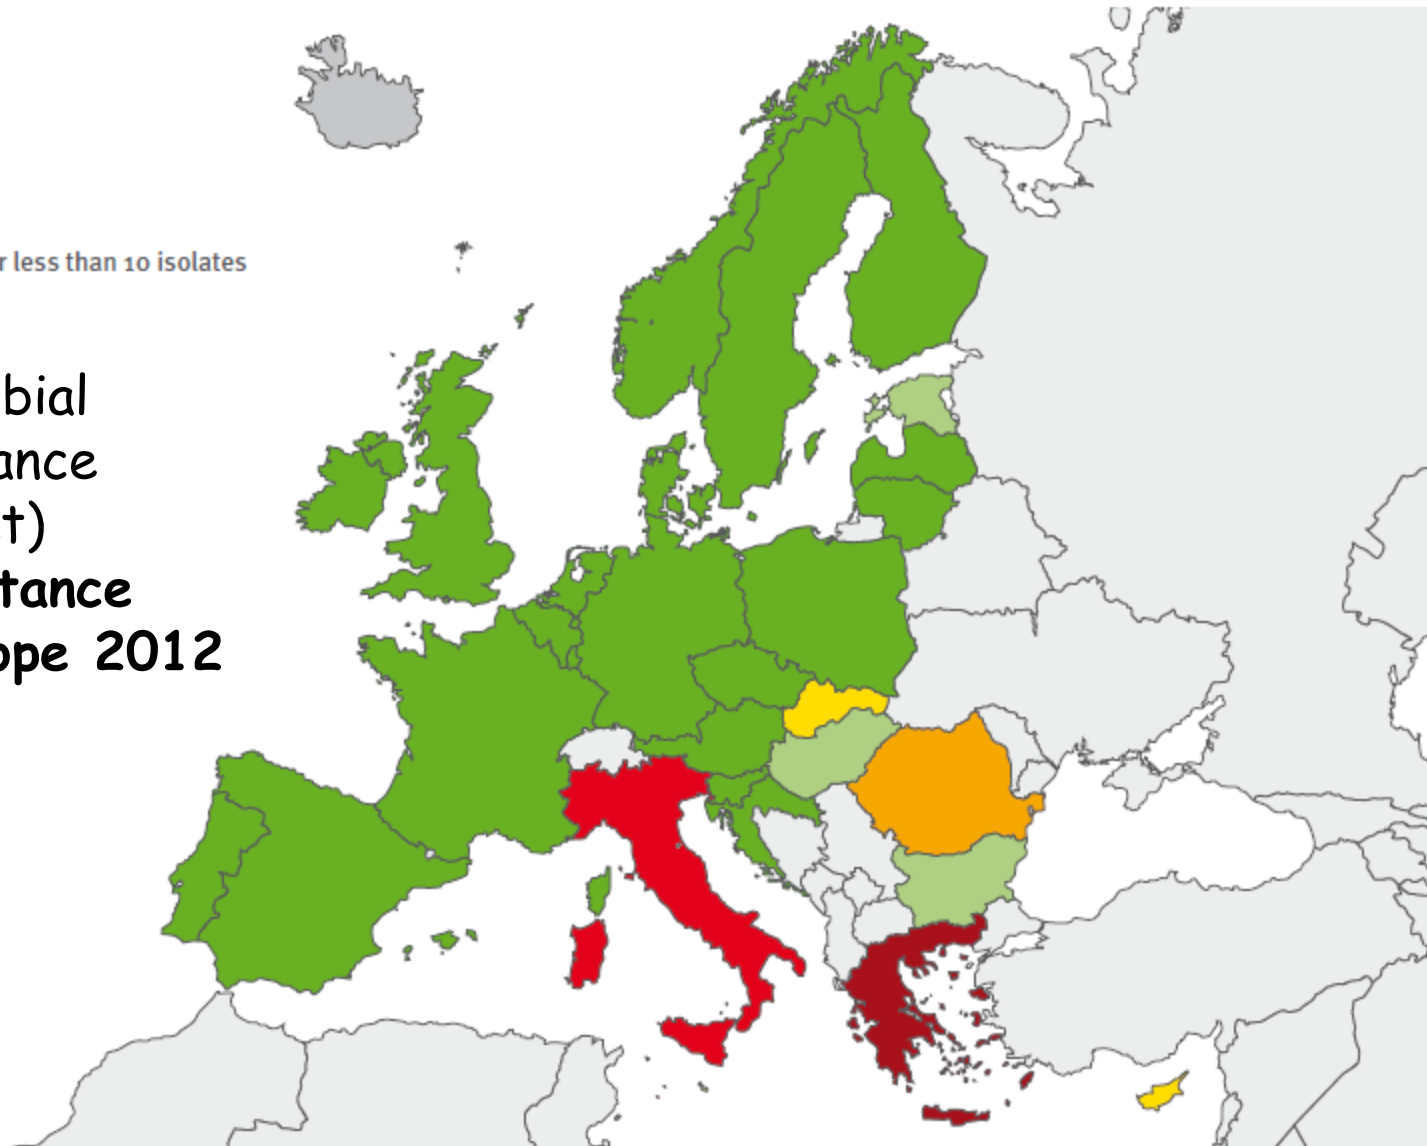 r less than 10 isolates
bial
ance
t)
tance
ope 2012